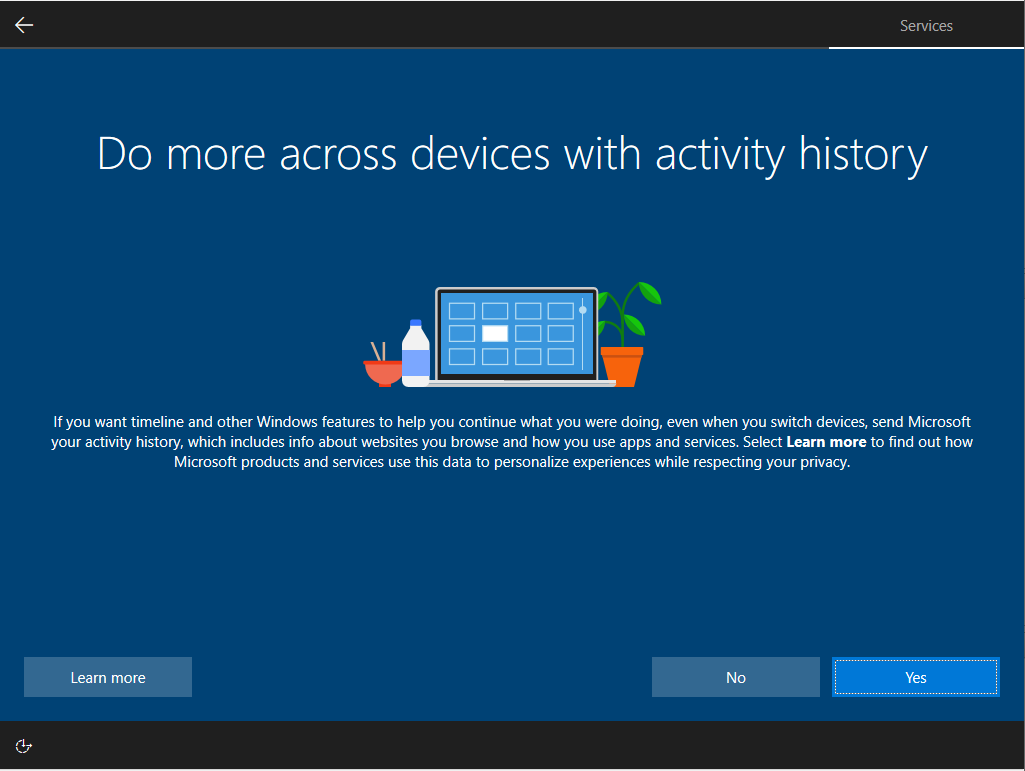 Services
Do more across devices with activity history
If you want timeline and other Windows features to help you continue what you were doing, even when you switch devices, send Microsoft
your activity history, which includes info about websites you browse and how you use apps and services. Select Learn more to find out how
Microsoft products and services use this data to personalize experiences while respecting your privacy.
Learn more
No
Yes